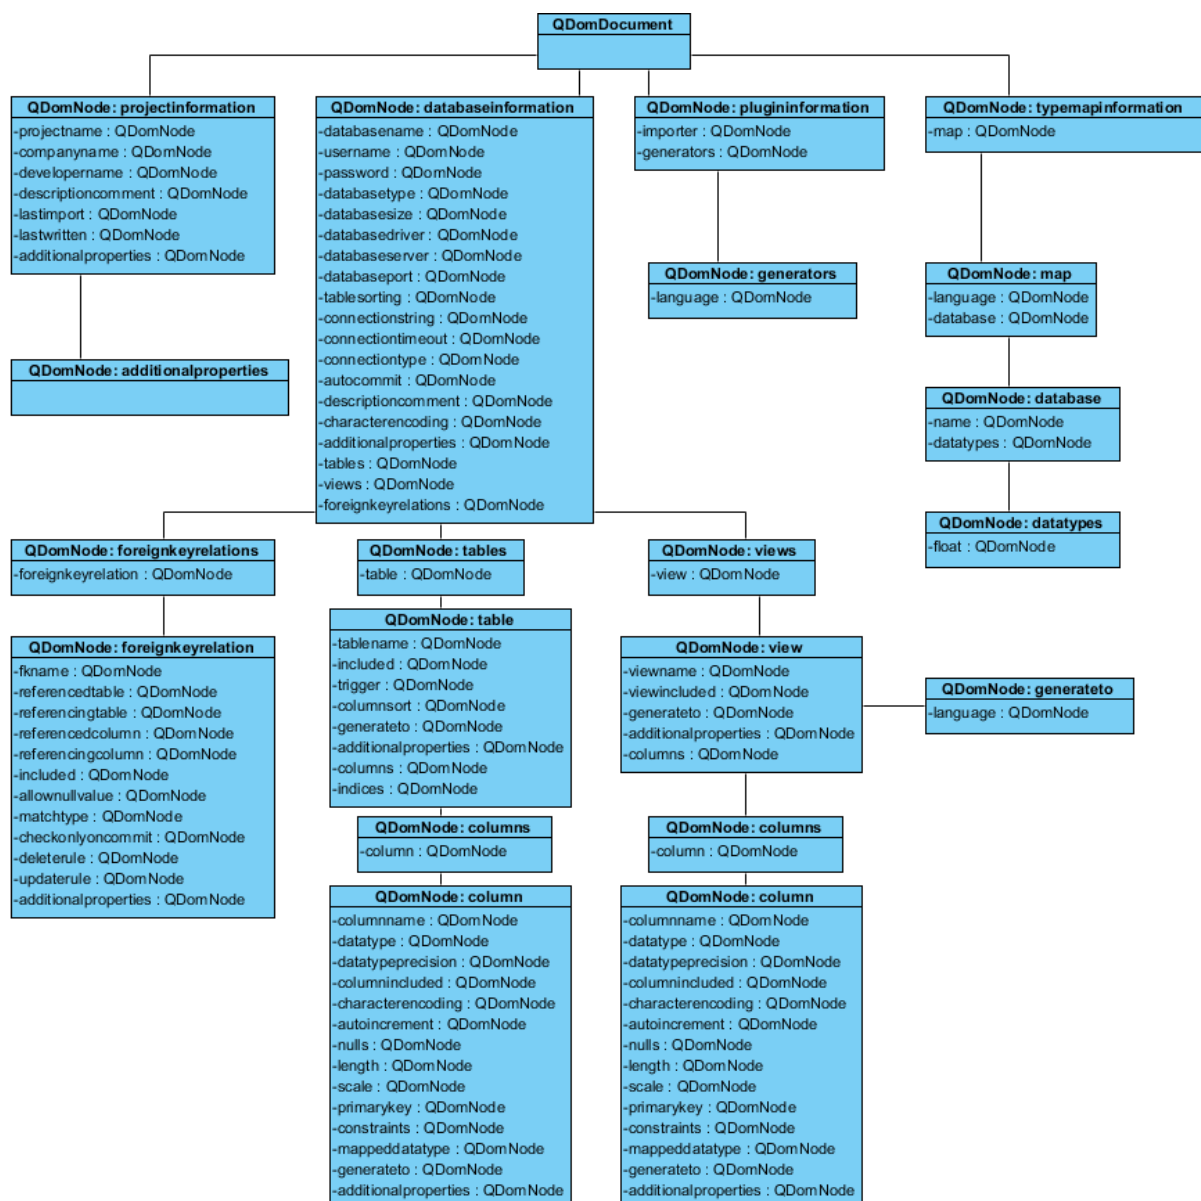 QDomDocument
QDomNode: projectinformation
-projectname : QDomNode
-companyname : QDomNode
-developername : QDomNode
-descriptioncomment : QDomNode
-lastimport : QDomNode
-lastwritten : QDomNode
-additionalproperties : QDomNode
QDomNode: additionalproperties
QDomNode: databaseinformation
-databasename : QDomNode
-username : QDomNode
-password : QDomNode
-databasetype : QDomNode
-databasesize : QDomNode
-databasedriver : QDomNode
-databaseserver : QDomNode
-databaseport : QDomNode
-tablesorting : QDomNode
-connectionstring : QDomNode
-connectiontimeout : QDomNode
-connectiontype : QDomNode
-autocommit : QDomNode
-descriptioncomment : QDomNode
-characterencoding : QDomNode
-additionalproperties : QDomNode
-tables : QDomNode
-views : QDomNode
-foreignkeyrelations : QDomNode
QDomNode: plugininformation
-importer : QDomNode
-generators : QDomNode
QDomNode: generators
-language : QDomNode
QDomNode: typemapinformation
-map : QDomNode
QDomNode: map
-language : QDomNode
-database : QDomNode
QDomNode: database
-name : QDomNode
-datatypes : QDomNode
QDomNode: datatypes
-float : QDomNode
QDomNode: foreignkeyrelations
-foreignkeyrelation : QDomNode
QDomNode: foreignkeyrelation
-fkname : QDomNode
-referencedtable : QDomNode
-referencingtable : QDomNode
-referencedcolumn : QDomNode
-referencingcolumn : QDomNode
-included : QDomNode
-allownullvalue : QDomNode
-matchtype : QDomNode
-checkonlyoncommit : QDomNode
-deleterule : QDomNode
-updaterule : QDomNode
-additionalproperties : QDomNode
QDomNode: tables
-table : QDomNode
QDomNode: table
-tablename : QDomNode
-included : QDomNode
-trigger : QDomNode
-columnsort : QDomNode
-generateto : QDomNode
-additionalproperties : QDomNode
-columns : QDomNode
-indices : QDomNode
QDomNode: columns
-column : QDomNode
QDomNode: column
-columnname : QDomNode
-datatype : QDomNode
-datatypeprecision : QDomNode
-columnincluded : QDomNode
-characterencoding : QDomNode
-autoincrement : QDomNode
-nulls : QDomNode
-length : QDomNode
-scale : QDomNode
-primarykey : QDomNode
-constraints : QDomNode
-mappeddatatype : QDomNode
-generateto : QDomNode
-additionalproperties : QDomNode
QDomNode: views
-view : QDomNode
QDomNode: view
-viewname : QDomNode
-viewincluded : QDomNode
-generateto : QDomNode
-additionalproperties : QDomNode
-columns : QDomNode
QDomNode: generateto
-language : QDomNode
QDomNode: columns
-column : QDomNode
QDomNode: column
-columnname : QDomNode
-datatype : QDomNode
-datatypeprecision : QDomNode
-columnincluded : QDomNode
-characterencoding : QDomNode
-autoincrement : QDomNode
-nulls : QDomNode
-length : QDomNode
-scale : QDomNode
-primarykey : QDomNode
-constraints : QDomNode
-mappeddatatype : QDomNode
-generateto : QDomNode
-additionalproperties : QDomNode